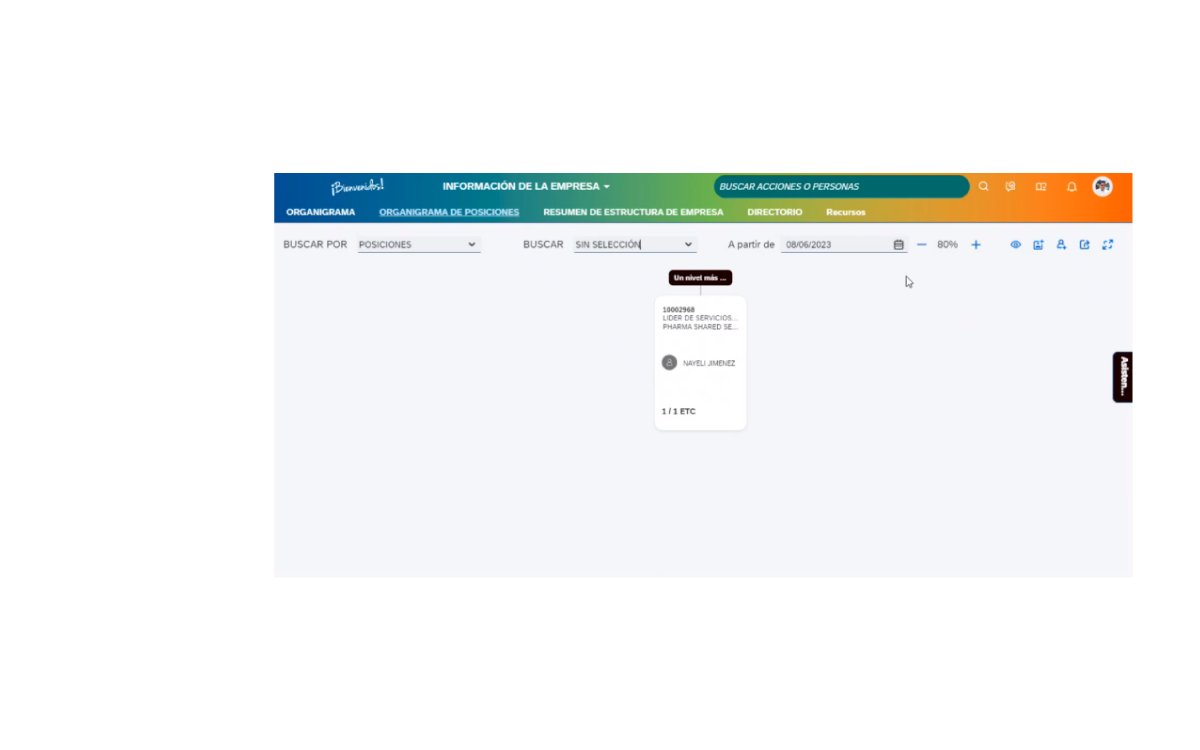 ¡Bienvenidos!
INFORMACIÓN DE LA EMPRESA
BUSCAR ACCIONES O PERSONAS
ORGANIGRAMA
ORGANIGRAMA DE POSICIONES
RESUMEN DE ESTRUCTURA DE EMPRESA
DIRECTORIO
Recursos
BUSCAR POR
POSICIONES
BUSCAR
SIN SELECCIÓN
A partir de
08/06/2023
80%
Un nivel más ...
10002968
LIDER DE SERVICIOS...
PHARMA SHARED SE...
NAYELI JIMENEZ
1 / 1 ETC
Asisten...